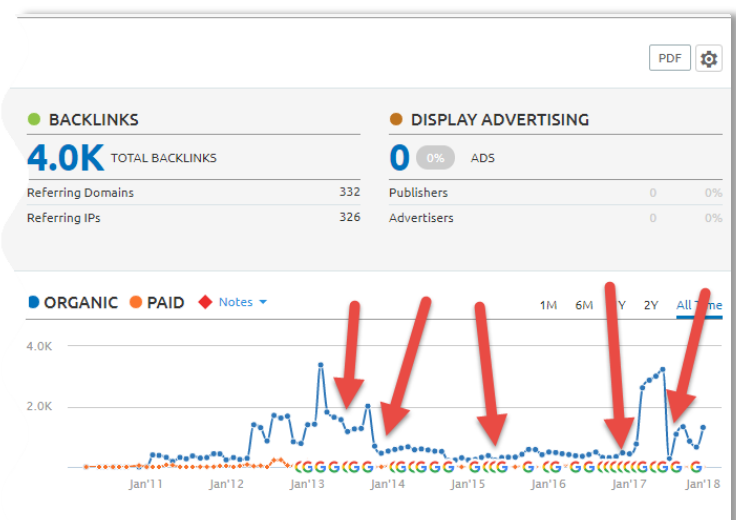 PDF
BACKLINKS
4.0K TOTAL BACKLINKS
Referring Domains 332
Referring IPs 326
DISPLAY ADVERTISING
0 0% ADS
Publishers 0 0%
Advertisers 0 0%
ORGANIC PAID Notes
1M 6M 2Y All Time
4.0K
2.0K
Jan'11 Jan'12 Jan'13 Jan'14 Jan'15 Jan'16 Jan'17 Jan'18